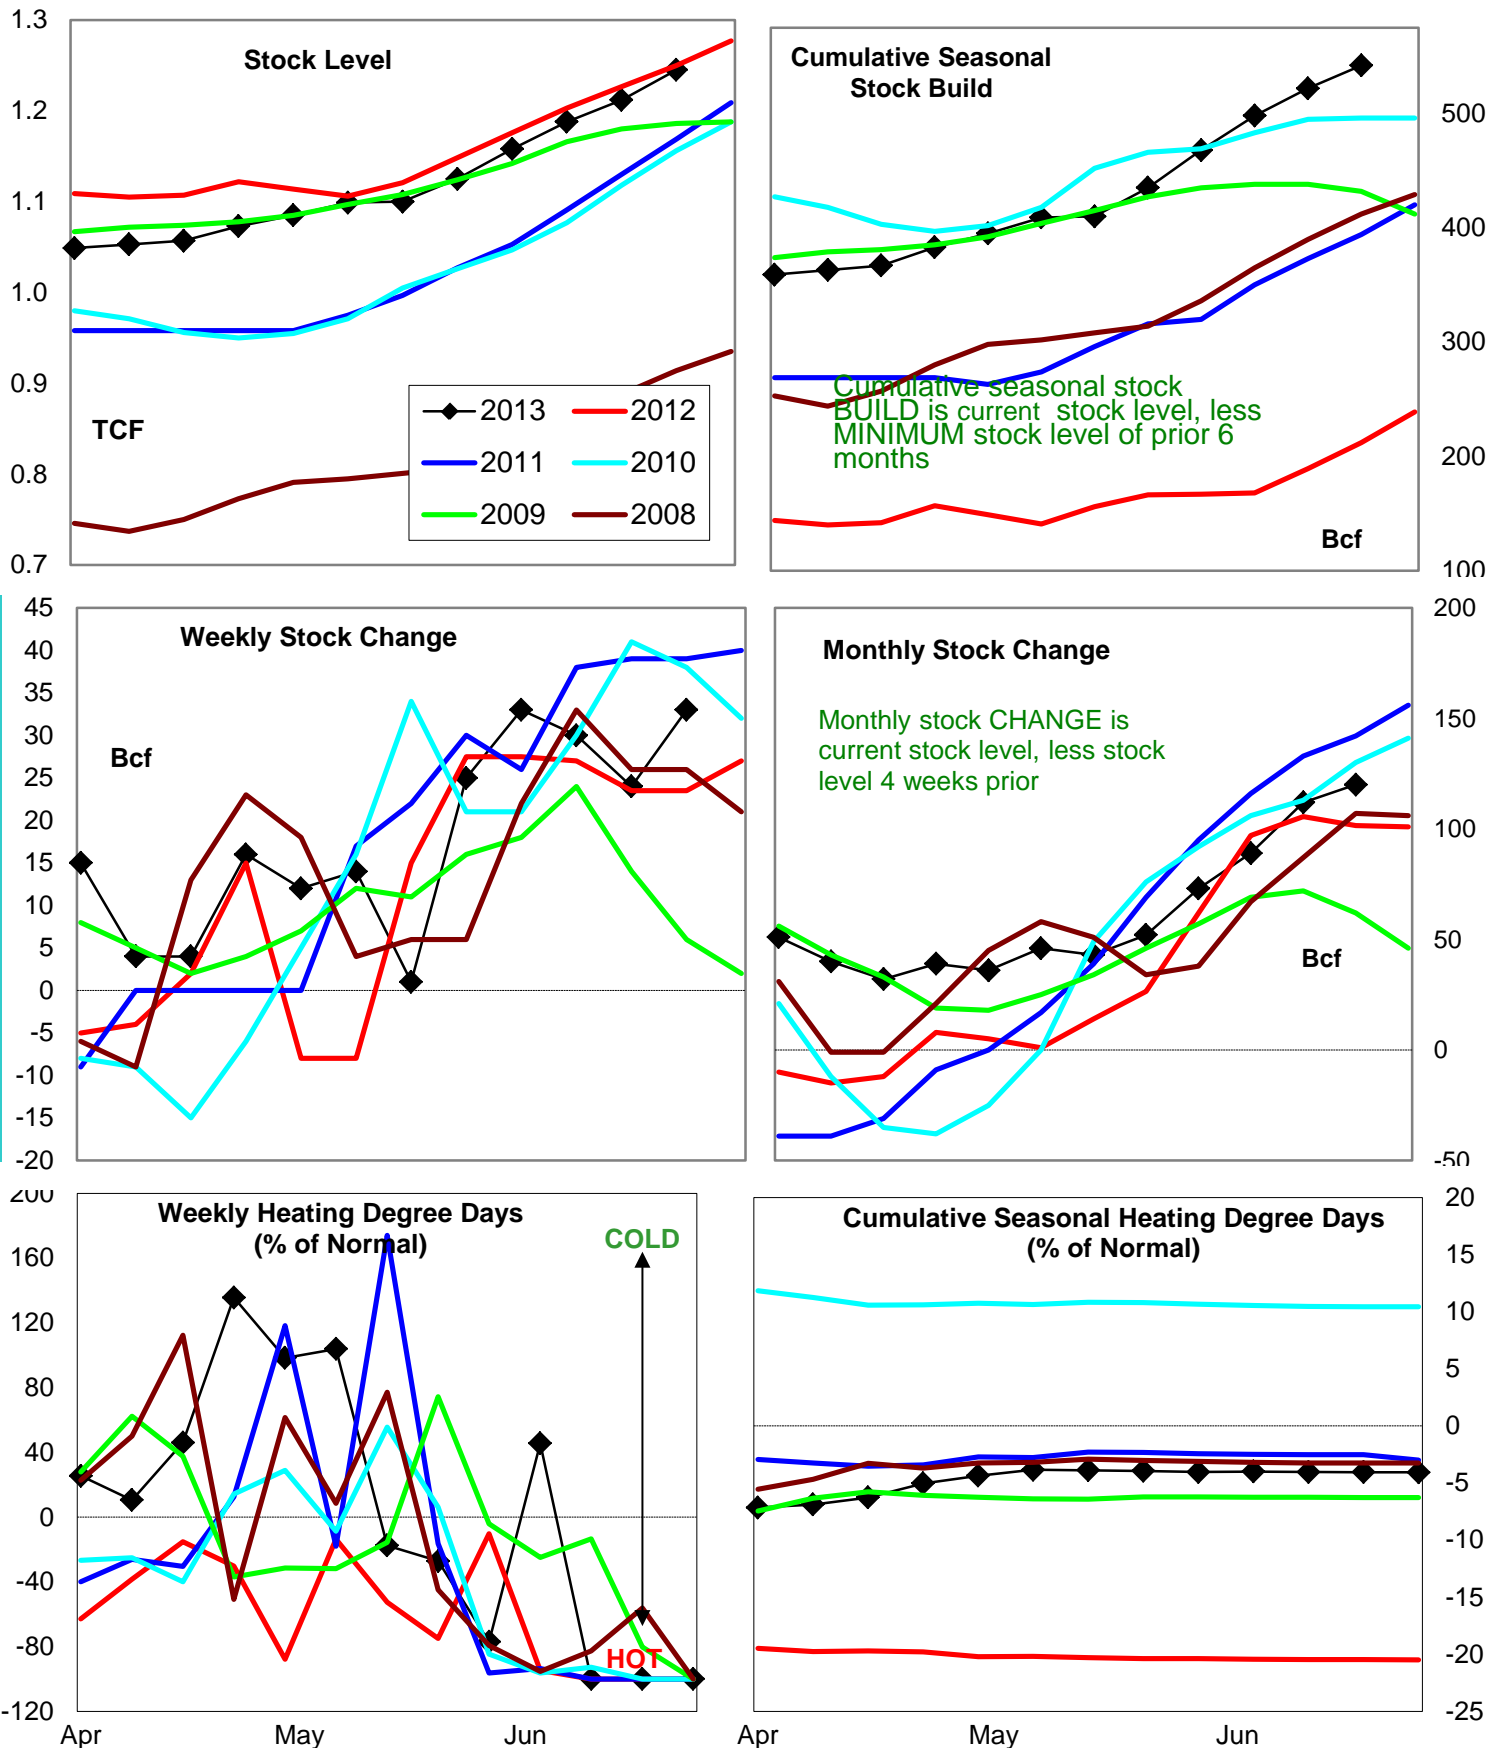 1.3
1.2
1.1
1.0
0.9
0.8
0.7
Stock Level
TCF
2013
2012
2011
2010
2009
2008
Cumulative Seasonal
Stock Build
Cumulative seasonal stock
BUILD is current stock level, less
MINIMUM stock level of prior 6
months
Bcf
500
400
300
200
100
45
40
35
30
25
20
15
10
5
0
-5
-10
-15
-20
Weekly Stock Change
Bcf
Monthly Stock Change
Monthly stock CHANGE is
current stock level, less stock
level 4 weeks prior
Bcf
200
150
100
50
0
-50
200
160
120
80
40
0
-40
-80
-120
Weekly Heating Degree Days
(% of Normal)
COLD
HOT
Apr
May
Jun
Cumulative Seasonal Heating Degree Days
(% of Normal)
20
15
10
5
0
-5
-10
-15
-20
-25
Apr
May
Jun